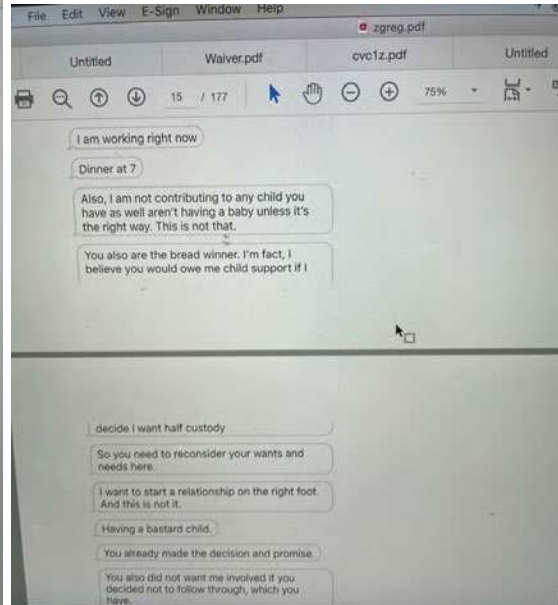 File Edit View E-Sign Window Help
zgreg.pdf
Untitled Waiver.pdf cvc1z.pdf Untitled
15 / 177 75%
I am working right now
Dinner at 7
Also, I am not contributing to any child you
have as well aren't having a baby unless it's
the right way. This is not that.
You also are the bread winner. I'm fact, I
believe you would owe me child support if I
decide I want half custody
So you need to reconsider your wants and
needs here.
I want to start a relationship on the right foot.
And this is not it.
Having a bastard child.
You already made the decision and promise.
You also did not want me involved if you
decided not to follow through, which you
have.